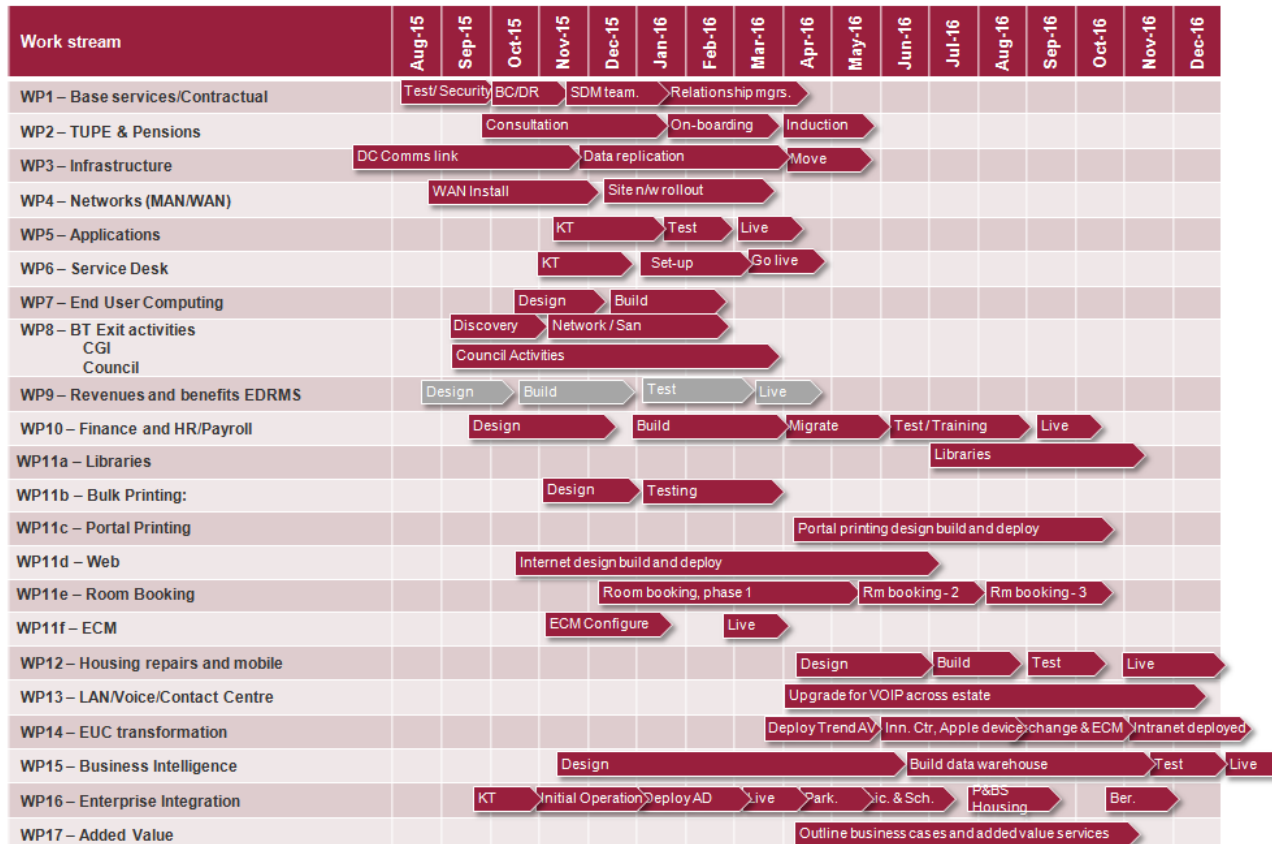 Work stream Aug-15 Sep-15 Oct-15 Nov-15 Dec-15 Jan-16 Feb-16 Mar-16 Apr-16 May-16 Jun-16 Jul-16 Aug-16 Sep-16 Oct-16 Nov-16 Dec-16
WP1 – Base services/Contractual Test/ Security BC/DR SDM team. Relationship mgrs.
WP2 – TUPE & Pensions Consultation On-boarding Induction
WP3 – Infrastructure DC Comms link Data replication Move
WP4 – Networks (MAN/WAN) WAN Install Site n/w rollout
WP5 – Applications KT Test Live
WP6 – Service Desk KT Set-up Go live
WP7 – End User Computing Design Build
WP8 – BT Exit activities Discovery Network / San
CGI
Council Council Activities
WP9 – Revenues and benefits EDRMS Design Build Test Live
WP10 – Finance and HR/Payroll Design Build Migrate Test / Training Live
WP11a – Libraries Libraries
WP11b – Bulk Printing: Design Testing
WP11c – Portal Printing Portal printing design build and deploy
WP11d – Web Internet design build and deploy
WP11e – Room Booking Room booking, phase 1 Rm booking - 2 Rm booking - 3
WP11f – ECM ECM Configure Live
WP12 – Housing repairs and mobile Design Build Test Live
WP13 – LAN/Voice/Contact Centre Upgrade for VOIP across estate
WP14 – EUC transformation Deploy Trend AV Inn. Ctr, Apple device xchange & ECM Intranet deployed
WP15 – Business Intelligence Design Build data warehouse Test Live
WP16 – Enterprise Integration KT Initial Operation Deploy AD Live Park. ic. & Sch. P&BS Housing Ber.
WP17 – Added Value Outline business cases and added value services